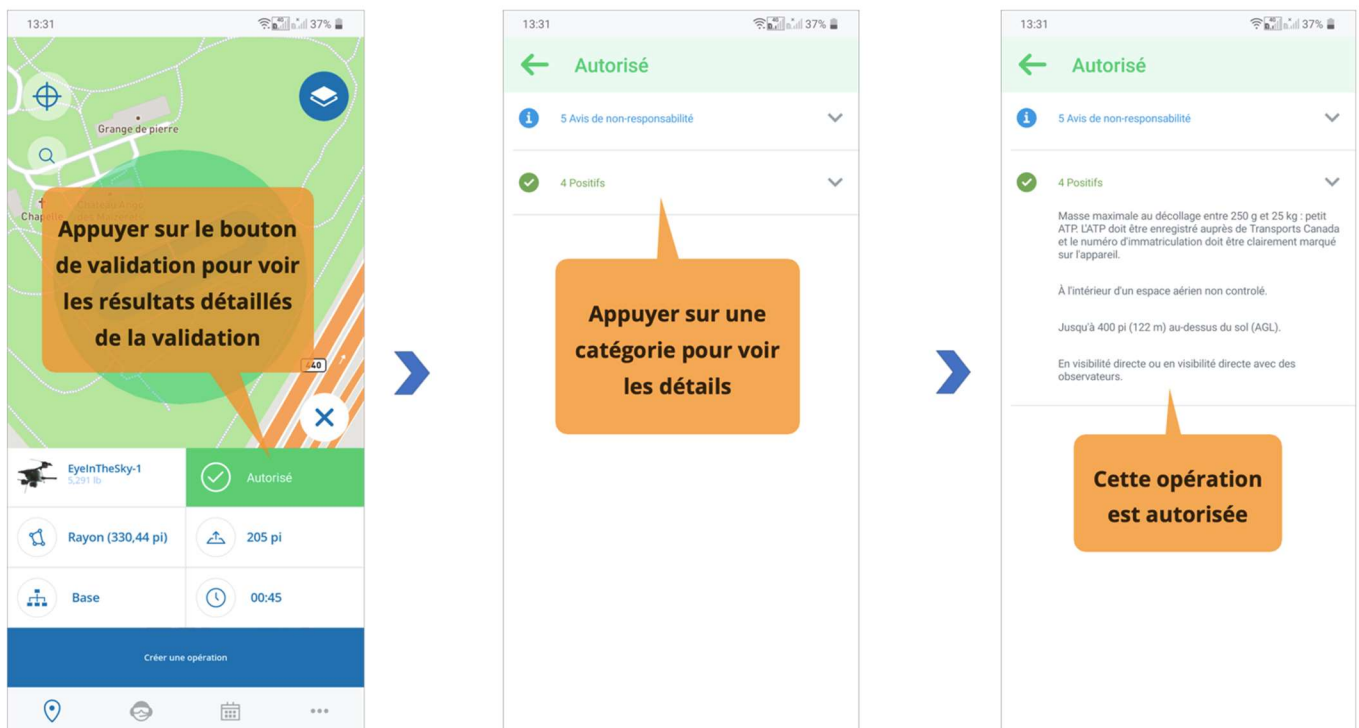 13:31
37%
Grange de pierre
Chapelle
Appuyer sur le bouton
de validation pour voir
les résultats détaillés
de la validation
640
EyeInTheSky-1
5,291 lb
Autorisé
Rayon (330,44 pi)
205 pi
Base
00:45
Créer une opération
13:31
37%
Autorisé
5 Avis de non-responsabilité
4 Positifs
Appuyer sur une
catégorie pour voir
les détails
13:31
37%
Autorisé
5 Avis de non-responsabilité
4 Positifs
Masse maximale au décollage entre 250 g et 25 kg : petit
ATP. L'ATP doit être enregistré auprès de Transports Canada
et le numéro d'immatriculation doit être clairement marqué
sur l'appareil.
À l'intérieur d'un espace aérien non controlé.
Jusqu'à 400 pi (122 m) au-dessus du sol (AGL).
En visibilité directe ou en visibilité directe avec des
observateurs.
Cette opération
est autorisée